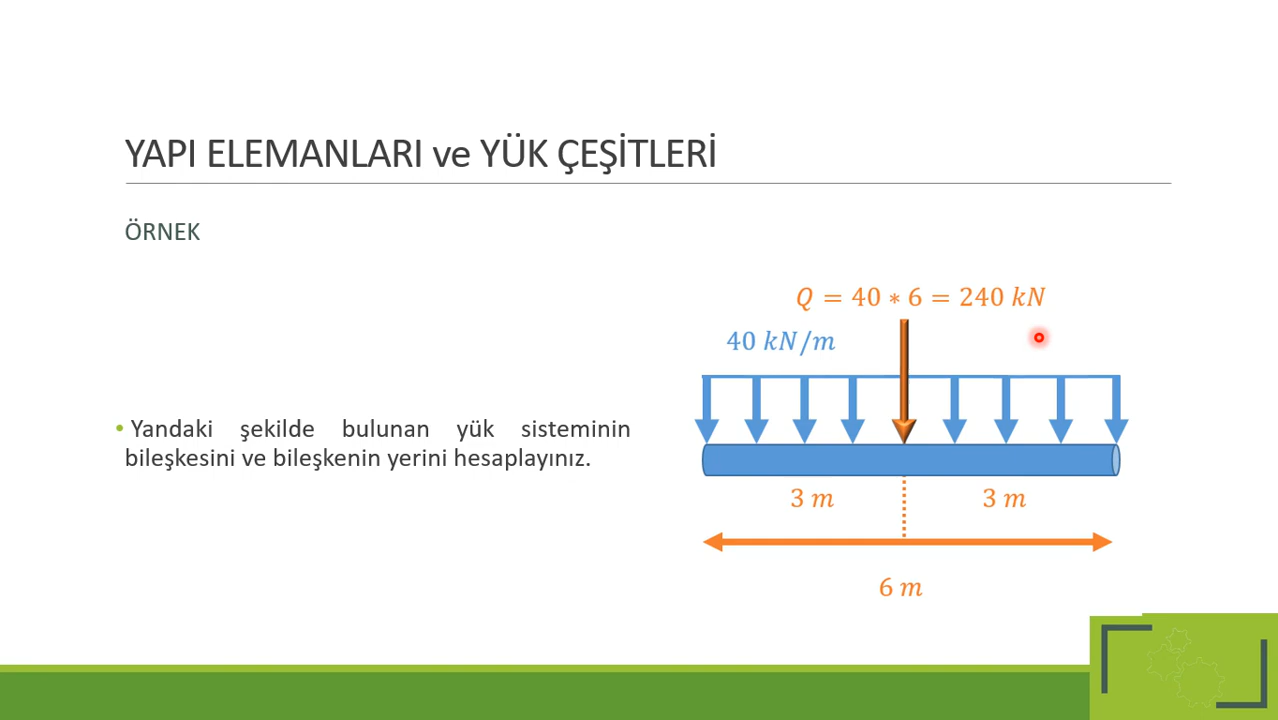 YAPI ELEMANLARI ve YÜK ÇEŞİTLERİ
ÖRNEK
• Yandaki şekilde bulunan yük sisteminin
bileşkesini ve bileşkenin yerini hesaplayınız.
Q = 40 * 6 = 240 kN
40 kN/m
3 m
3 m
6 m